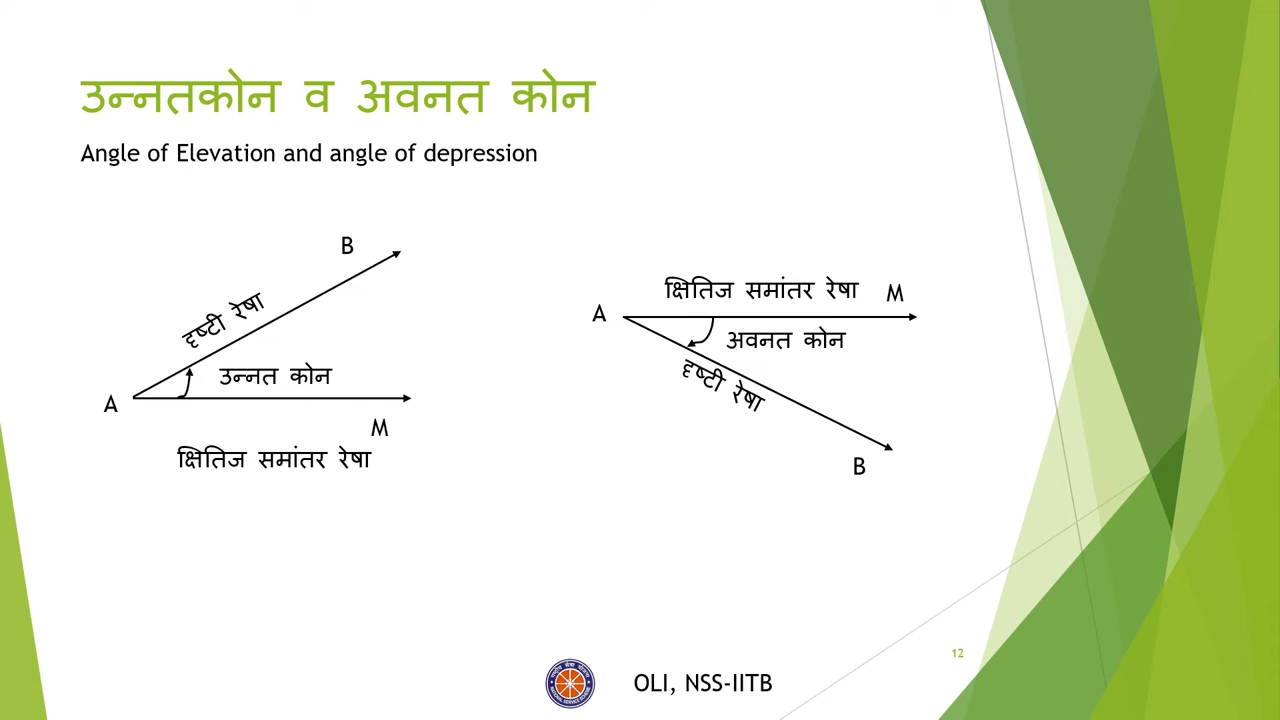 उन्नतकोन व अवनत कोन
Angle of Elevation and angle of depression
B
दृष्टी रेषा
उन्नत कोन
A
M
क्षितिज समांतर रेषा
क्षितिज समांतर रेषा
M
A
अवनत कोन
दृष्टी रेषा
B
12
OLI, NSS-IITB